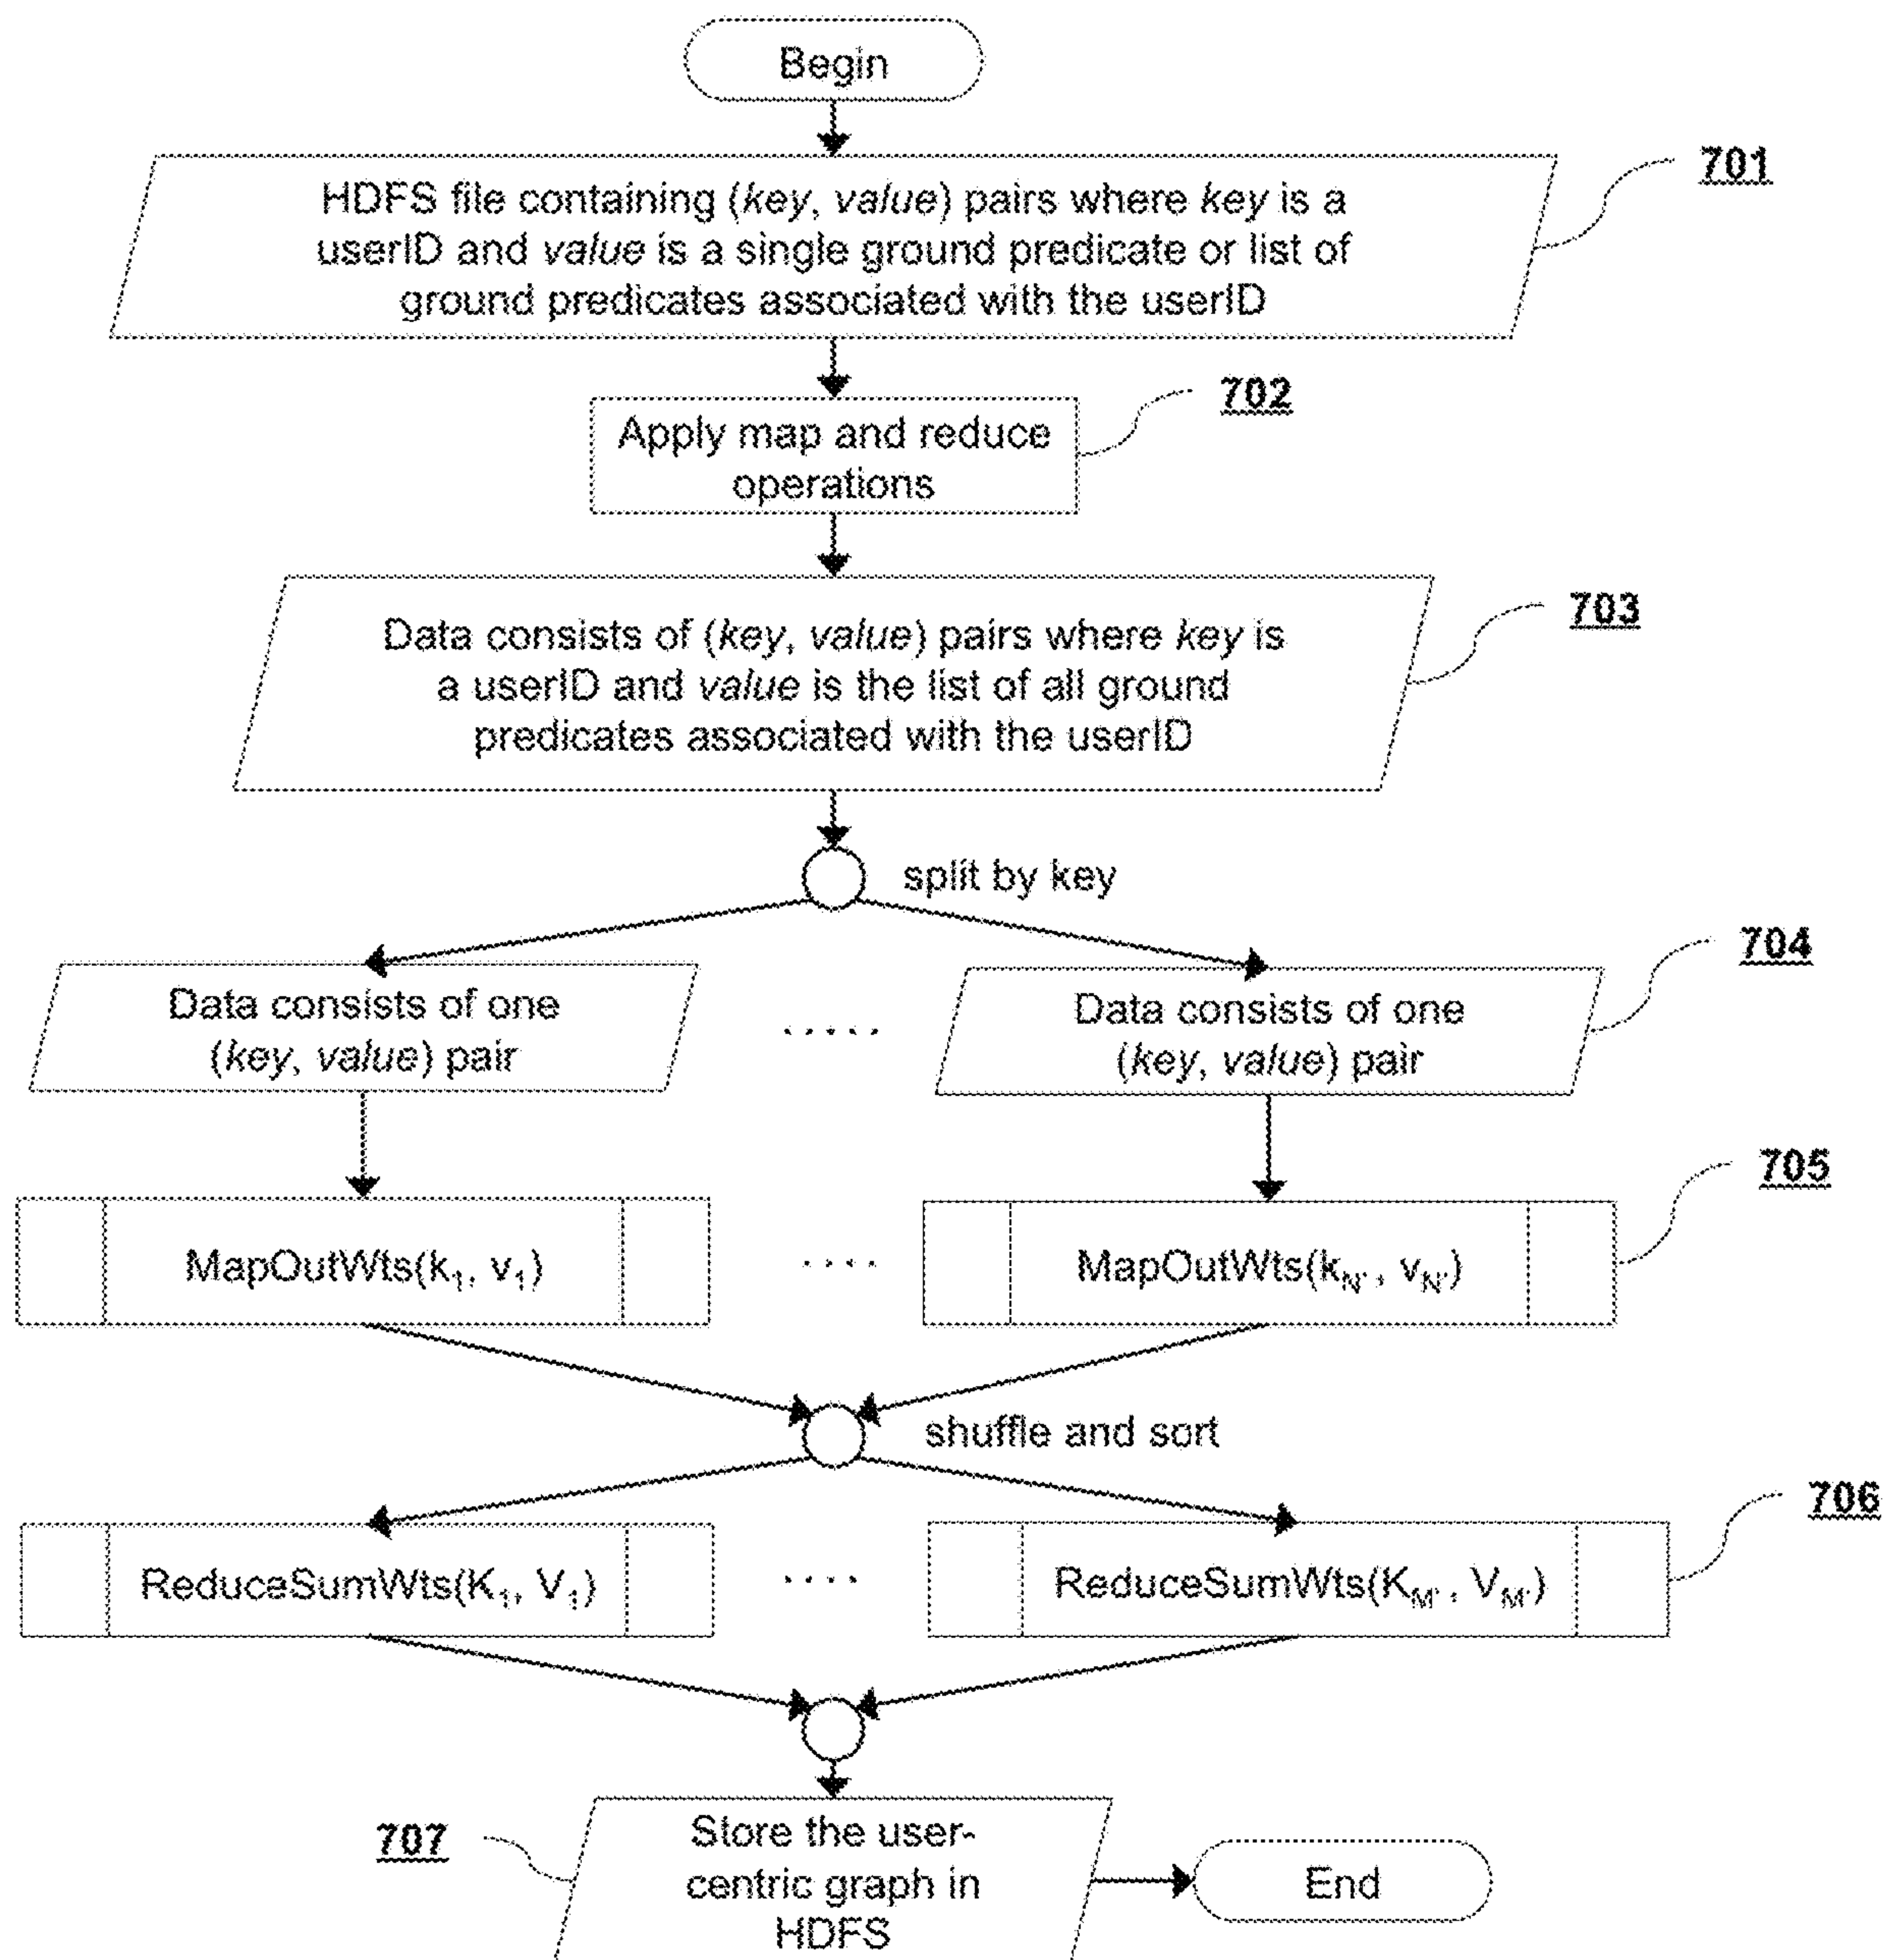 Begin
701
HDFS file containing (key, value) pairs where key is a
userID and value is a single ground predicate or list of
ground predicates associated with the userID
702
Apply map and reduce
operations
703
Data consists of (key, value) pairs where key is
a userID and value is the list of all ground
predicates associated with the userID
split by key
704
Data consists of one
(key, value) pair
.....
Data consists of one
(key, value) pair
705
MapOutWts(k₁, v₁)
....
MapOutWts(k_N', v_N')
shuffle and sort
706
ReduceSumWts(K₁, V₁)
....
ReduceSumWts(K_M', V_M')
707
Store the user-
centric graph in
HDFS
End